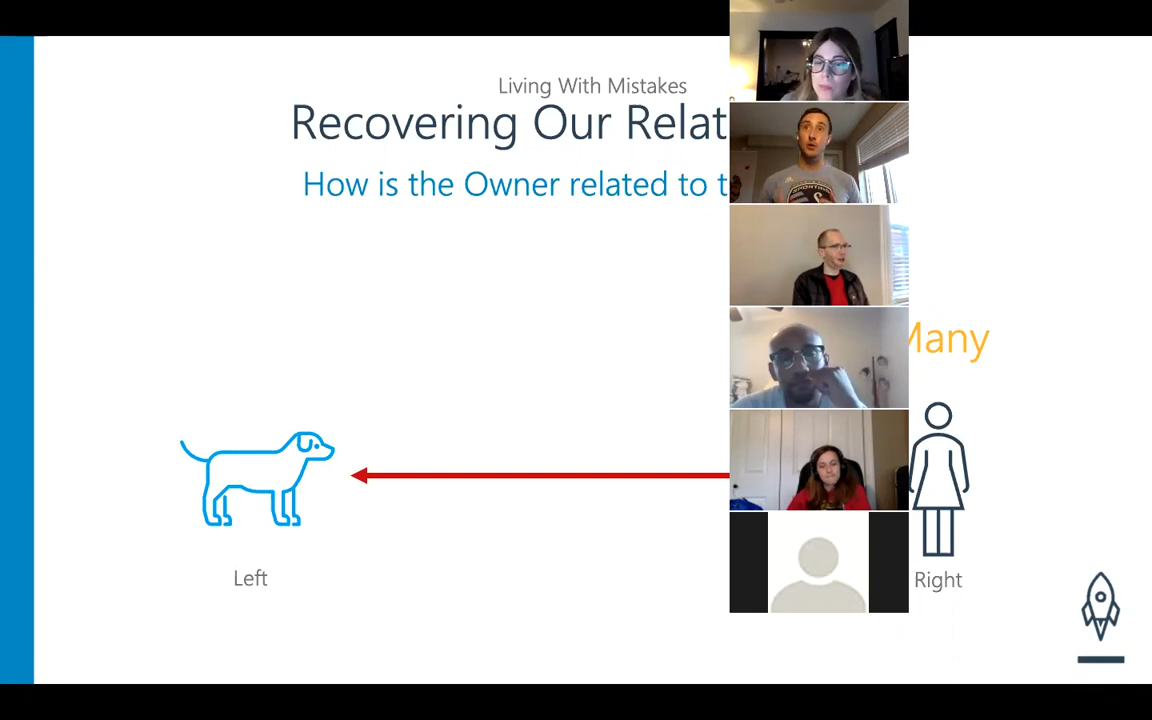 Living With Mistakes
Recovering Our Relat
How is the Owner related to t
Many
Left
Right